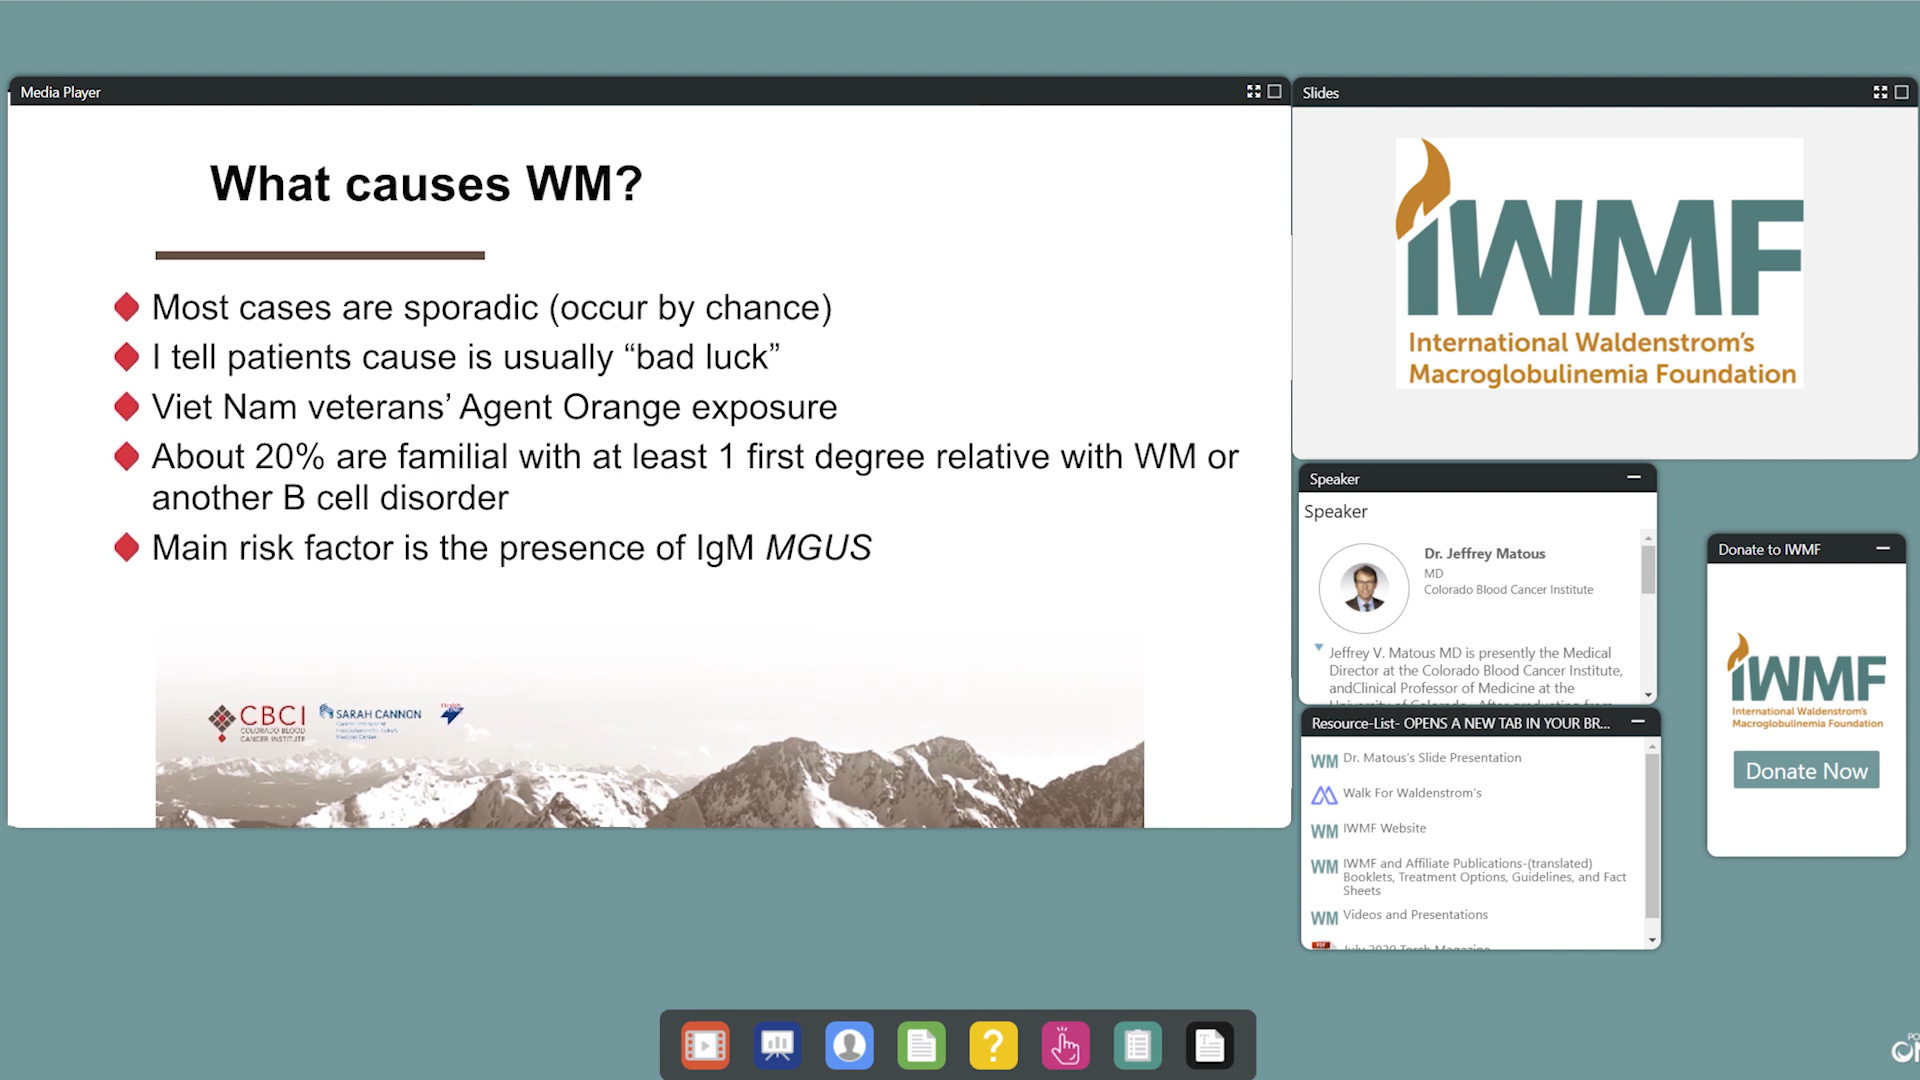 Media Player
What causes WM?
Most cases are sporadic (occur by chance)
I tell patients cause is usually “bad luck”
Viet Nam veterans’ Agent Orange exposure
About 20% are familial with at least 1 first degree relative with WM or
another B cell disorder
Main risk factor is the presence of IgM MGUS
CBCI
COLORADO BLOOD
CANCER INSTITUTE
SARAH CANNON
Slides
IWMF
International Waldenstrom’s
Macroglobulinemia Foundation
Speaker
Speaker
Dr. Jeffrey Matous
MD
Colorado Blood Cancer Institute
Jeffrey V. Matous MD is presently the Medical
Director at the Colorado Blood Cancer Institute,
andClinical Professor of Medicine at the
Resource-List- OPENS A NEW TAB IN YOUR BR...
WM Dr. Matous's Slide Presentation
Walk For Waldenstrom's
WM IWMF Website
WM IWMF and Affiliate Publications-(translated)
Booklets, Treatment Options, Guidelines, and Fact
Sheets
WM Videos and Presentations
July 2020 Torch Magazine
Donate to IWMF
IWMF
International Waldenstrom’s
Macroglobulinemia Foundation
Donate Now
?